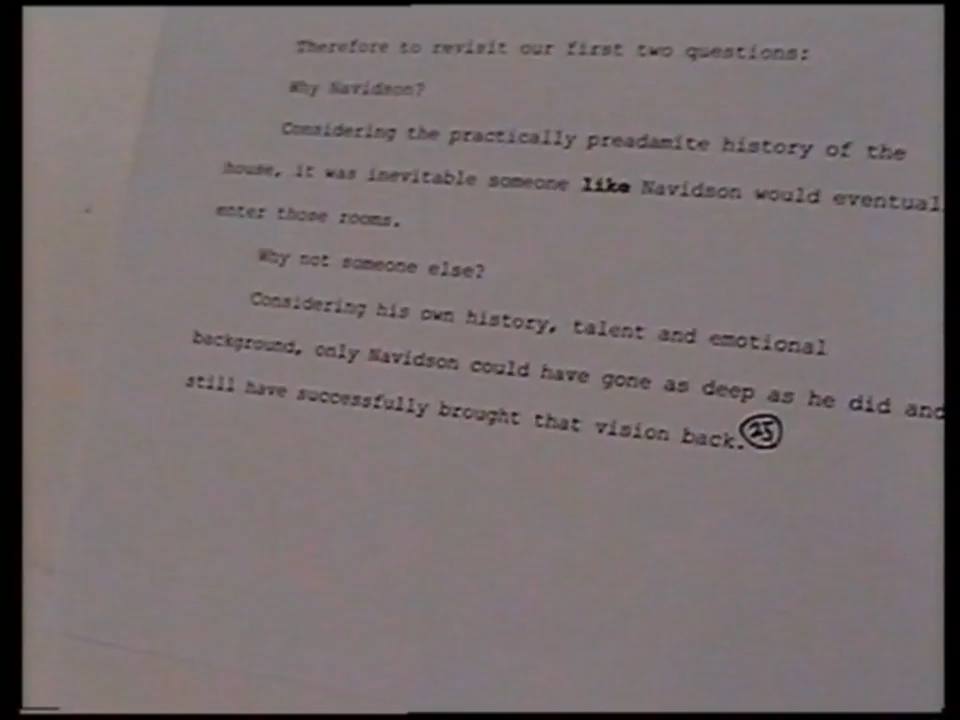 Therefore to revisit our first two questions:
Why Navidson?
Considering the practically preadamite history of the
house, it was inevitable someone like Navidson would eventual
enter those rooms.
Why not someone else?
Considering his own history, talent and emotional
background, only Navidson could have gone as deep as he did and
still have successfully brought that vision back. 25